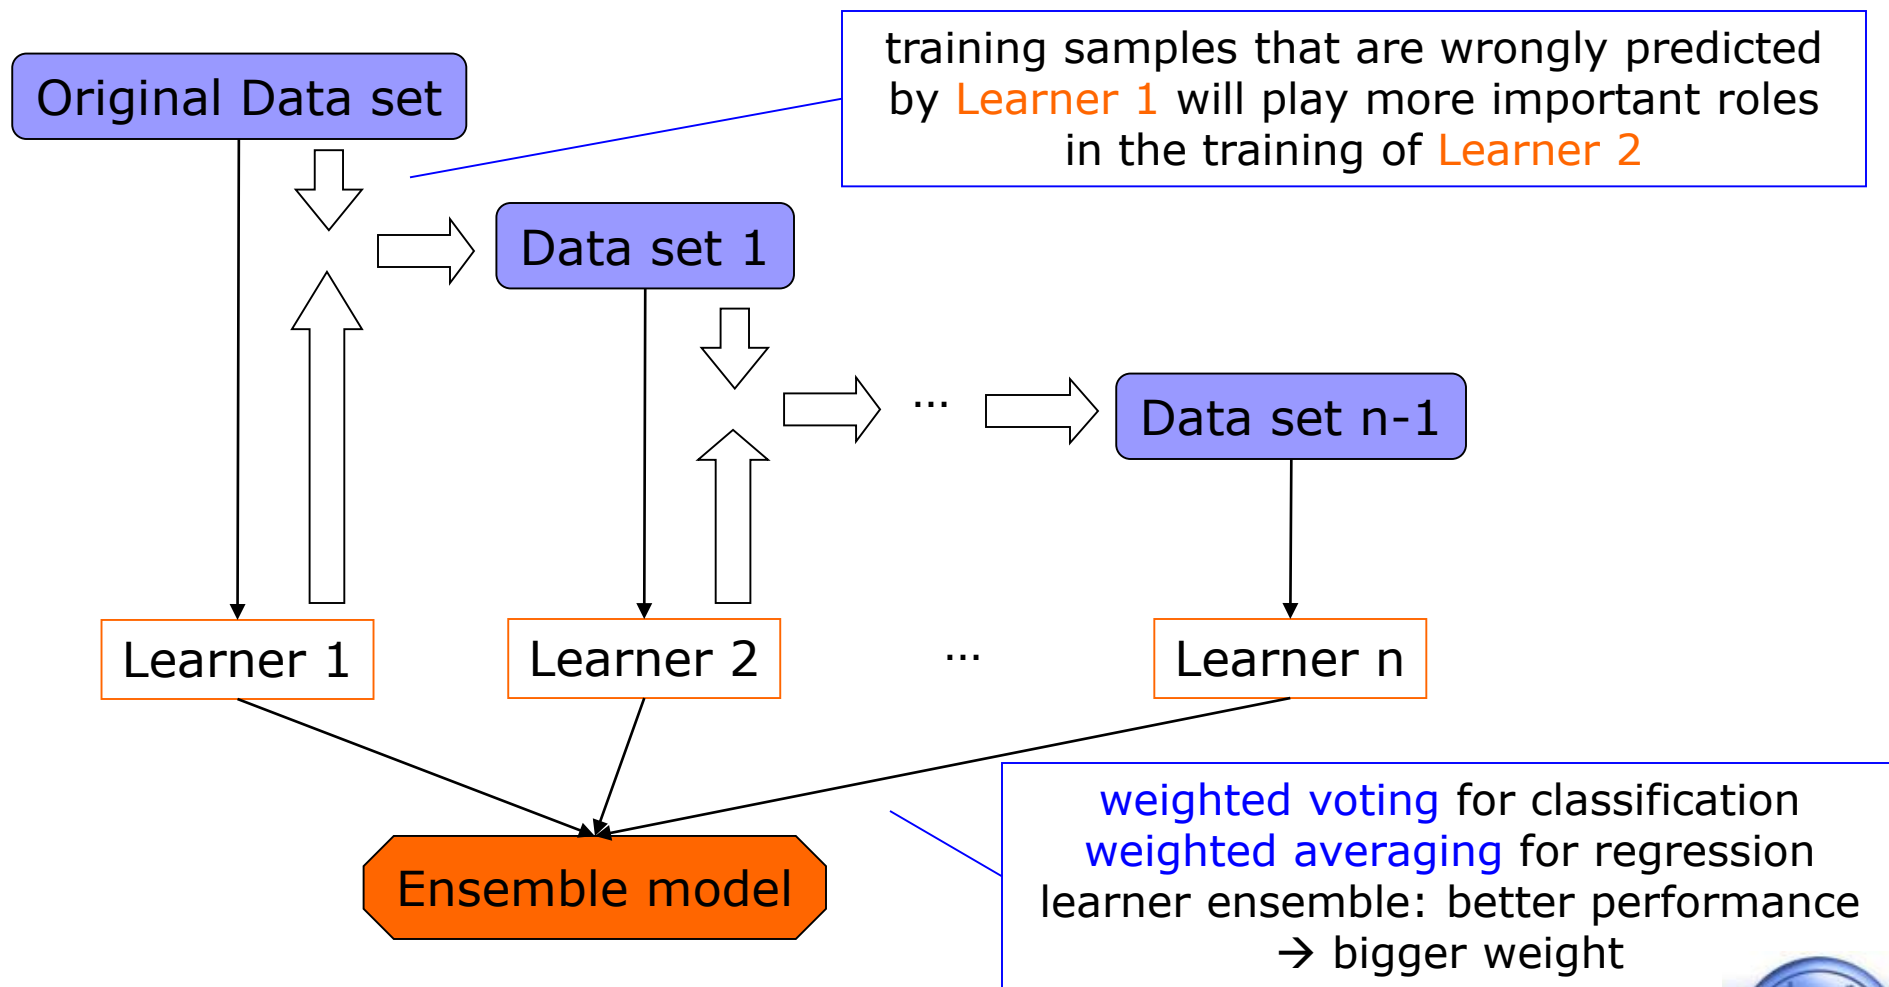 Original Data set
training samples that are wrongly predicted
by Learner 1 will play more important roles
in the training of Learner 2
Data set 1
...
Data set n-1
Learner 1
Learner 2
...
Learner n
Ensemble model
weighted voting for classification
weighted averaging for regression
learner ensemble: better performance
→ bigger weight